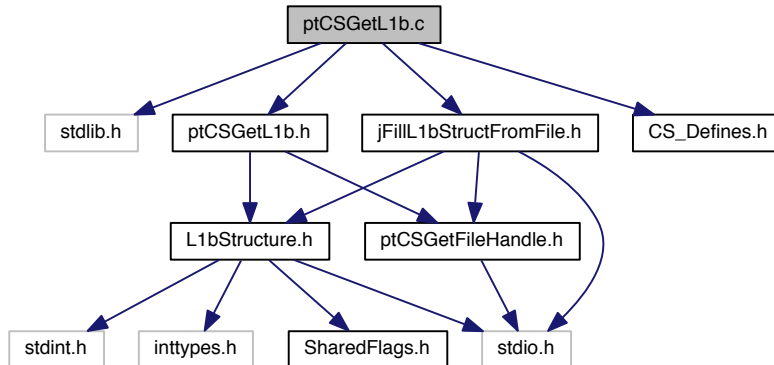 ptCSGetL1b.c
stdlib.h
ptCSGetL1b.h
jFillL1bStructFromFile.h
CS_Defines.h
L1bStructure.h
ptCSGetFileHandle.h
stdint.h
inttypes.h
SharedFlags.h
stdio.h